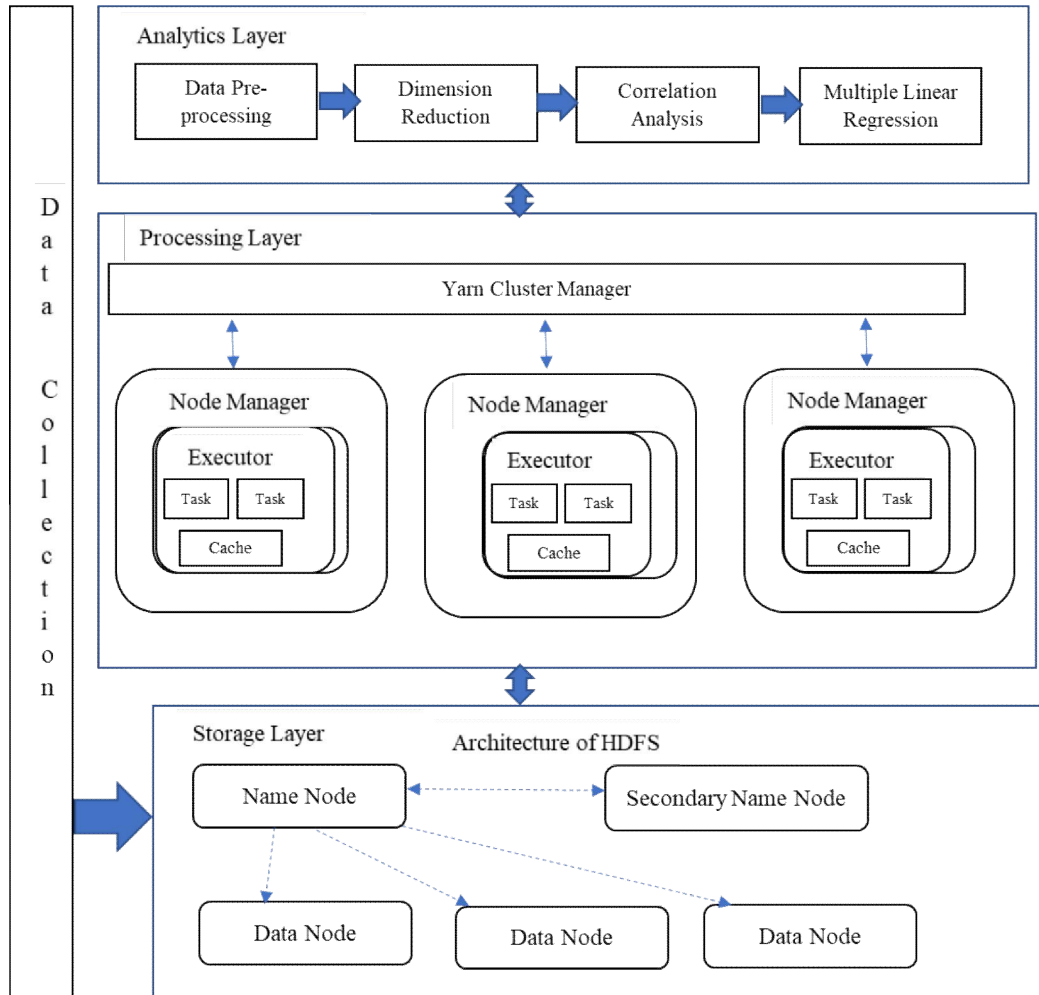 Data Collection
Analytics Layer
Data Pre-
processing
Dimension
Reduction
Correlation
Analysis
Multiple Linear
Regression
Processing Layer
Yarn Cluster Manager
Node Manager
Executor
Task
Task
Cache
Node Manager
Executor
Task
Task
Cache
Node Manager
Executor
Task
Task
Cache
Storage Layer
Architecture of HDFS
Name Node
Secondary Name Node
Data Node
Data Node
Data Node